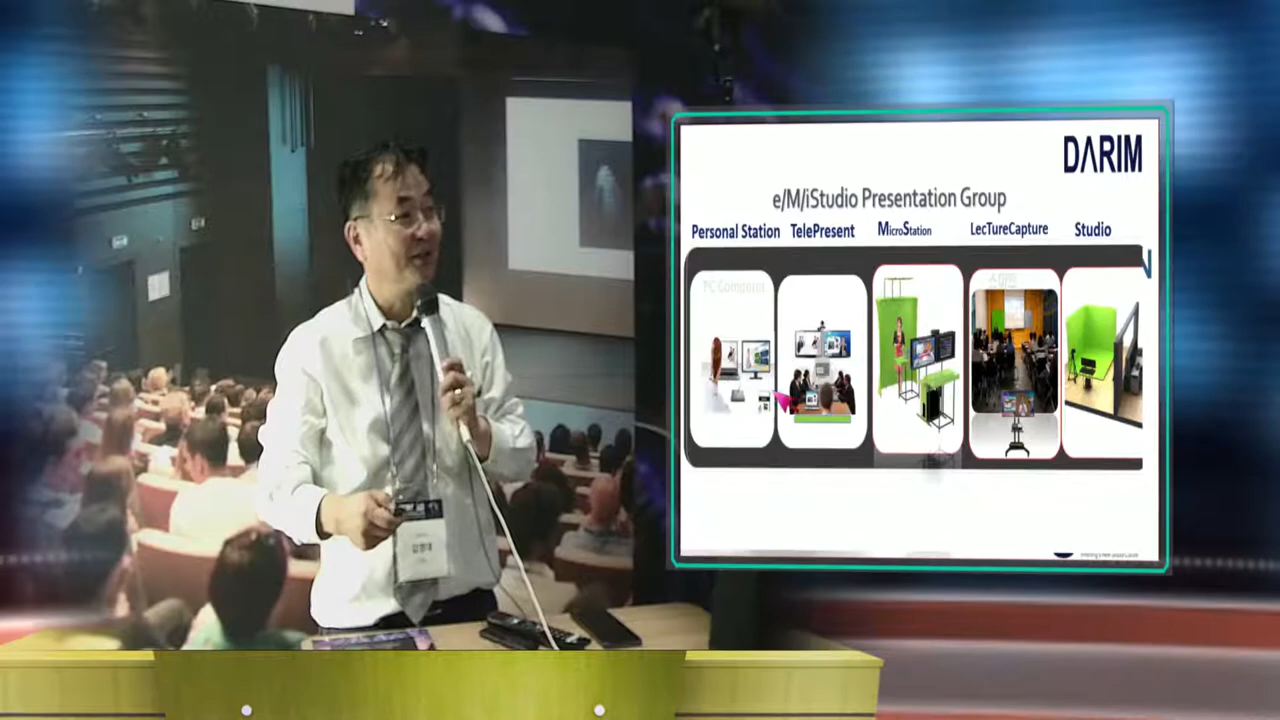 DARIM
e/M/iStudio Presentation Group
Personal Station
TelePresent
MicroStation
LecTureCapture
Studio
PC Computer